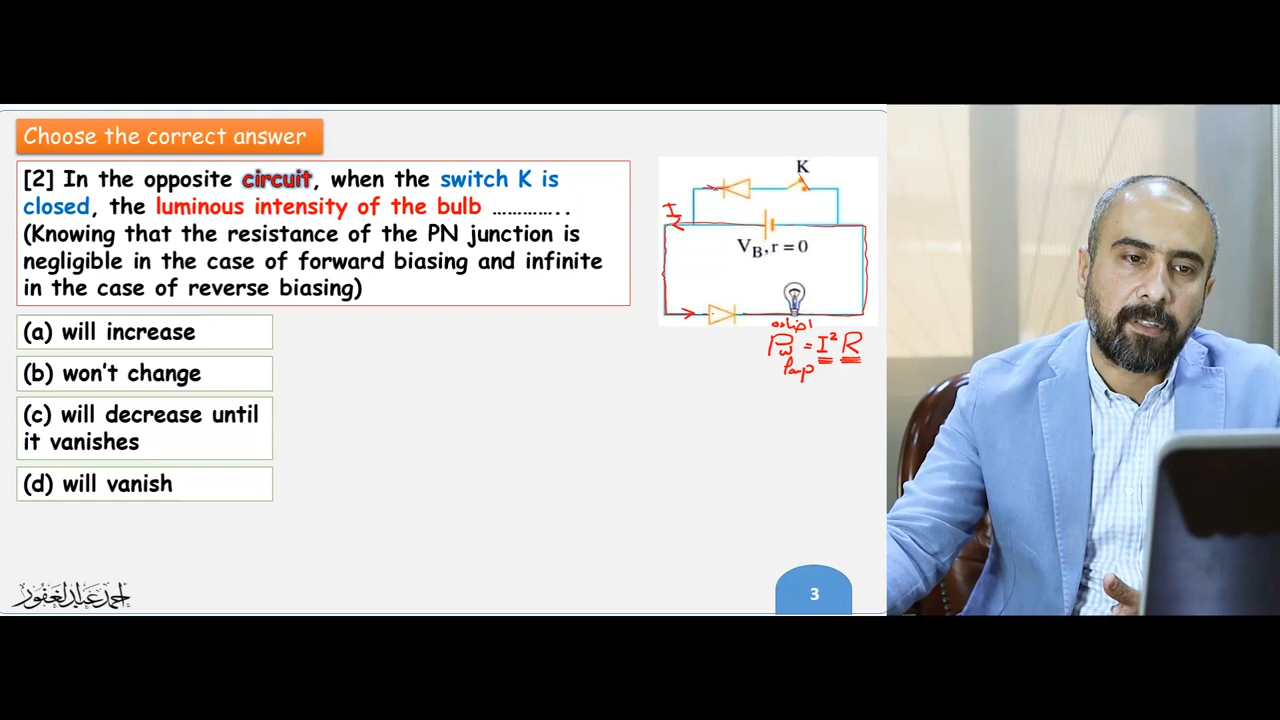 Choose the correct answer
[2] In the opposite circuit, when the switch K is
closed, the luminous intensity of the bulb …………..
(Knowing that the resistance of the PN junction is
negligible in the case of forward biasing and infinite
in the case of reverse biasing)
(a) will increase
(b) won't change
(c) will decrease until
it vanishes
(d) will vanish
K
I
V_B, r = 0
P_w = I² R
احمد عبد الغفور
3